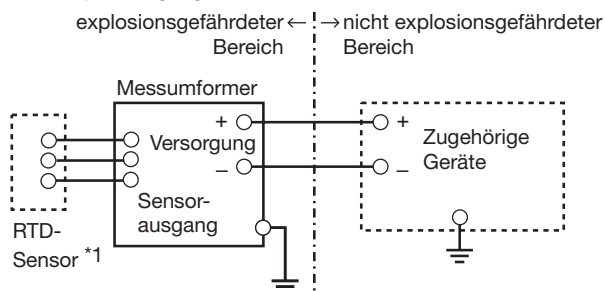 explosionsgefährdeter ← → nicht explosionsgefährdeter
Bereich Bereich
Messumformer
+ +
Versorgung Zugehörige
Geräte
– –
Sensor-
ausgang
RTD-
Sensor *1